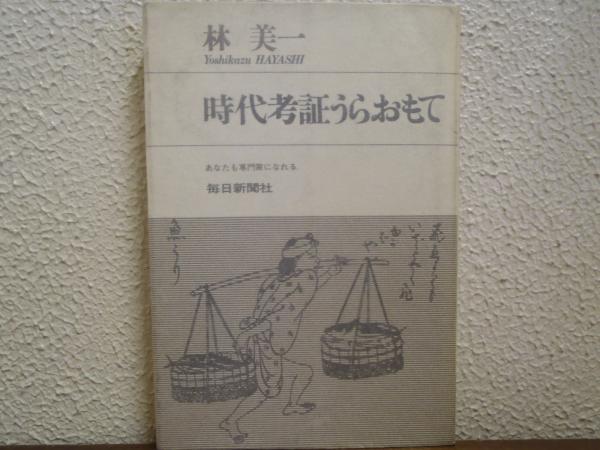 林 美一
Yoshikazu HAYASHI
時代考証うらおもて
あなたも専門家になれる
毎日新聞社
魚うり